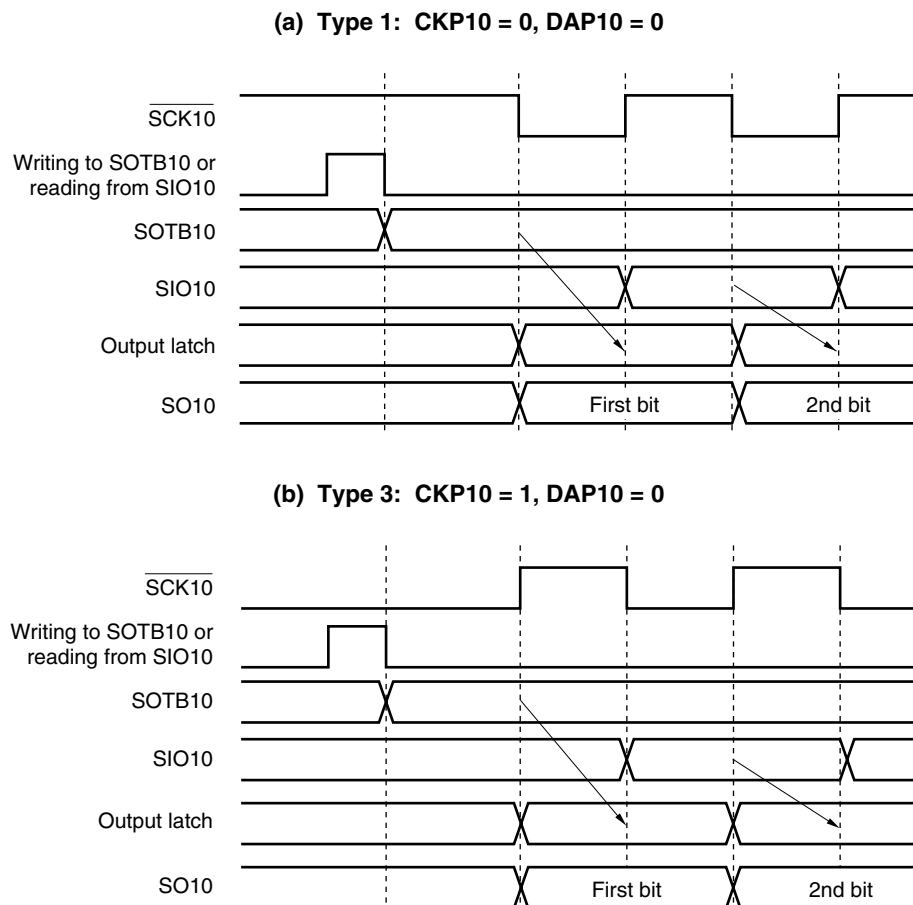 (a) Type 1: CKP10 = 0, DAP10 = 0
SCK10
Writing to SOTB10 or
reading from SIO10
SOTB10
SIO10
Output latch
SO10
First bit
2nd bit
(b) Type 3: CKP10 = 1, DAP10 = 0
SCK10
Writing to SOTB10 or
reading from SIO10
SOTB10
SIO10
Output latch
SO10
First bit
2nd bit